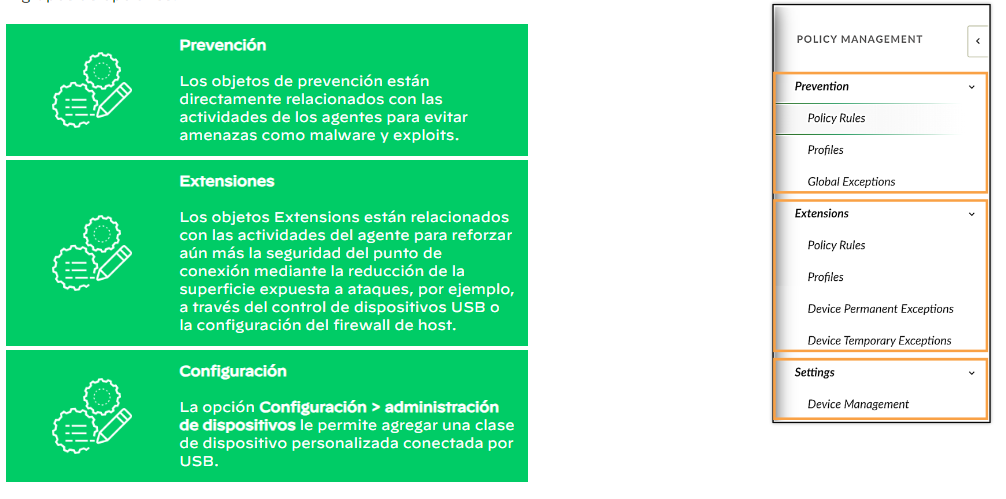 Prevención
Los objetos de prevención están
directamente relacionados con las
actividades de los agentes para evitar
amenazas como malware y exploits.
Extensiones
Los objetos Extensions están relacionados
con las actividades del agente para reforzar
aún más la seguridad del punto de
conexión mediante la reducción de la
superficie expuesta a ataques, por ejemplo,
a través del control de dispositivos USB o
la configuración del firewall de host.
Configuración
La opción Configuración > administración
de dispositivos le permite agregar una clase
de dispositivo personalizada conectada por
USB.
POLICY MANAGEMENT
Prevention
Policy Rules
Profiles
Global Exceptions
Extensions
Policy Rules
Profiles
Device Permanent Exceptions
Device Temporary Exceptions
Settings
Device Management